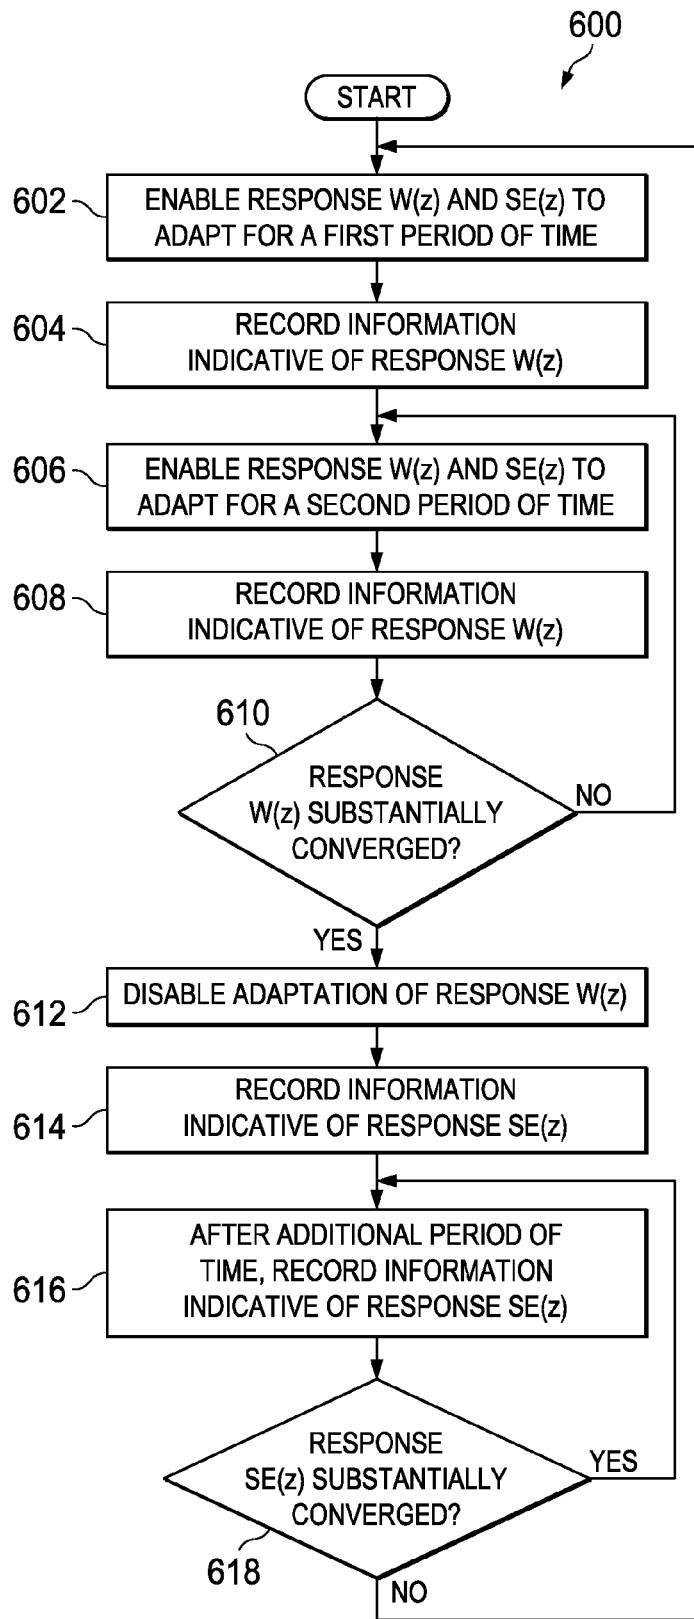 600
START
602
ENABLE RESPONSE W(z) AND SE(z) TO
ADAPT FOR A FIRST PERIOD OF TIME
604
RECORD INFORMATION
INDICATIVE OF RESPONSE W(z)
606
ENABLE RESPONSE W(z) AND SE(z) TO
ADAPT FOR A SECOND PERIOD OF TIME
608
RECORD INFORMATION
INDICATIVE OF RESPONSE W(z)
610
RESPONSE
W(z) SUBSTANTIALLY
CONVERGED?
NO
YES
612
DISABLE ADAPTATION OF RESPONSE W(z)
614
RECORD INFORMATION
INDICATIVE OF RESPONSE SE(z)
616
AFTER ADDITIONAL PERIOD OF
TIME, RECORD INFORMATION
INDICATIVE OF RESPONSE SE(z)
RESPONSE
SE(z) SUBSTANTIALLY
CONVERGED?
YES
618
NO